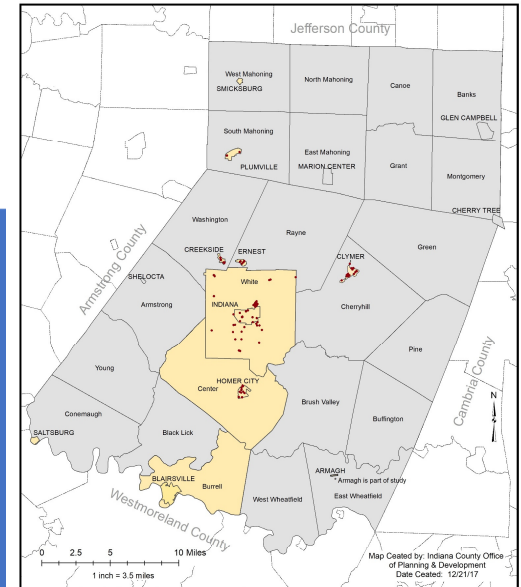 Jefferson County
West Mahoning
North Mahoning
Canoe
Banks
SMICKSBURG
GLEN CAMPBELL
South Mahoning
East Mahoning
Grant
Montgomery
PLUMVILLE
MARION CENTER
CHERRY TREE
Washington
Rayne
Green
CREEKSIDE
ERNEST
CLYMER
Armstrong County
SHELOCTA
White
Armstrong
INDIANA
Cherryhill
Pine
Cambria County
Young
HOMER CITY
Center
Brush Valley
Buffington
N
Conemaugh
SALTSBURG
Black Lick
BLAIRSVILLE
Burrell
ARMAGH
Armagh is part of study
West Wheatfield
East Wheatfield
Westmoreland County
0 2.5 5 10 Miles
1 inch = 3.5 miles
Map Ceated by: Indiana County Office
of Planning & Development
Date Ceated: 12/21/17